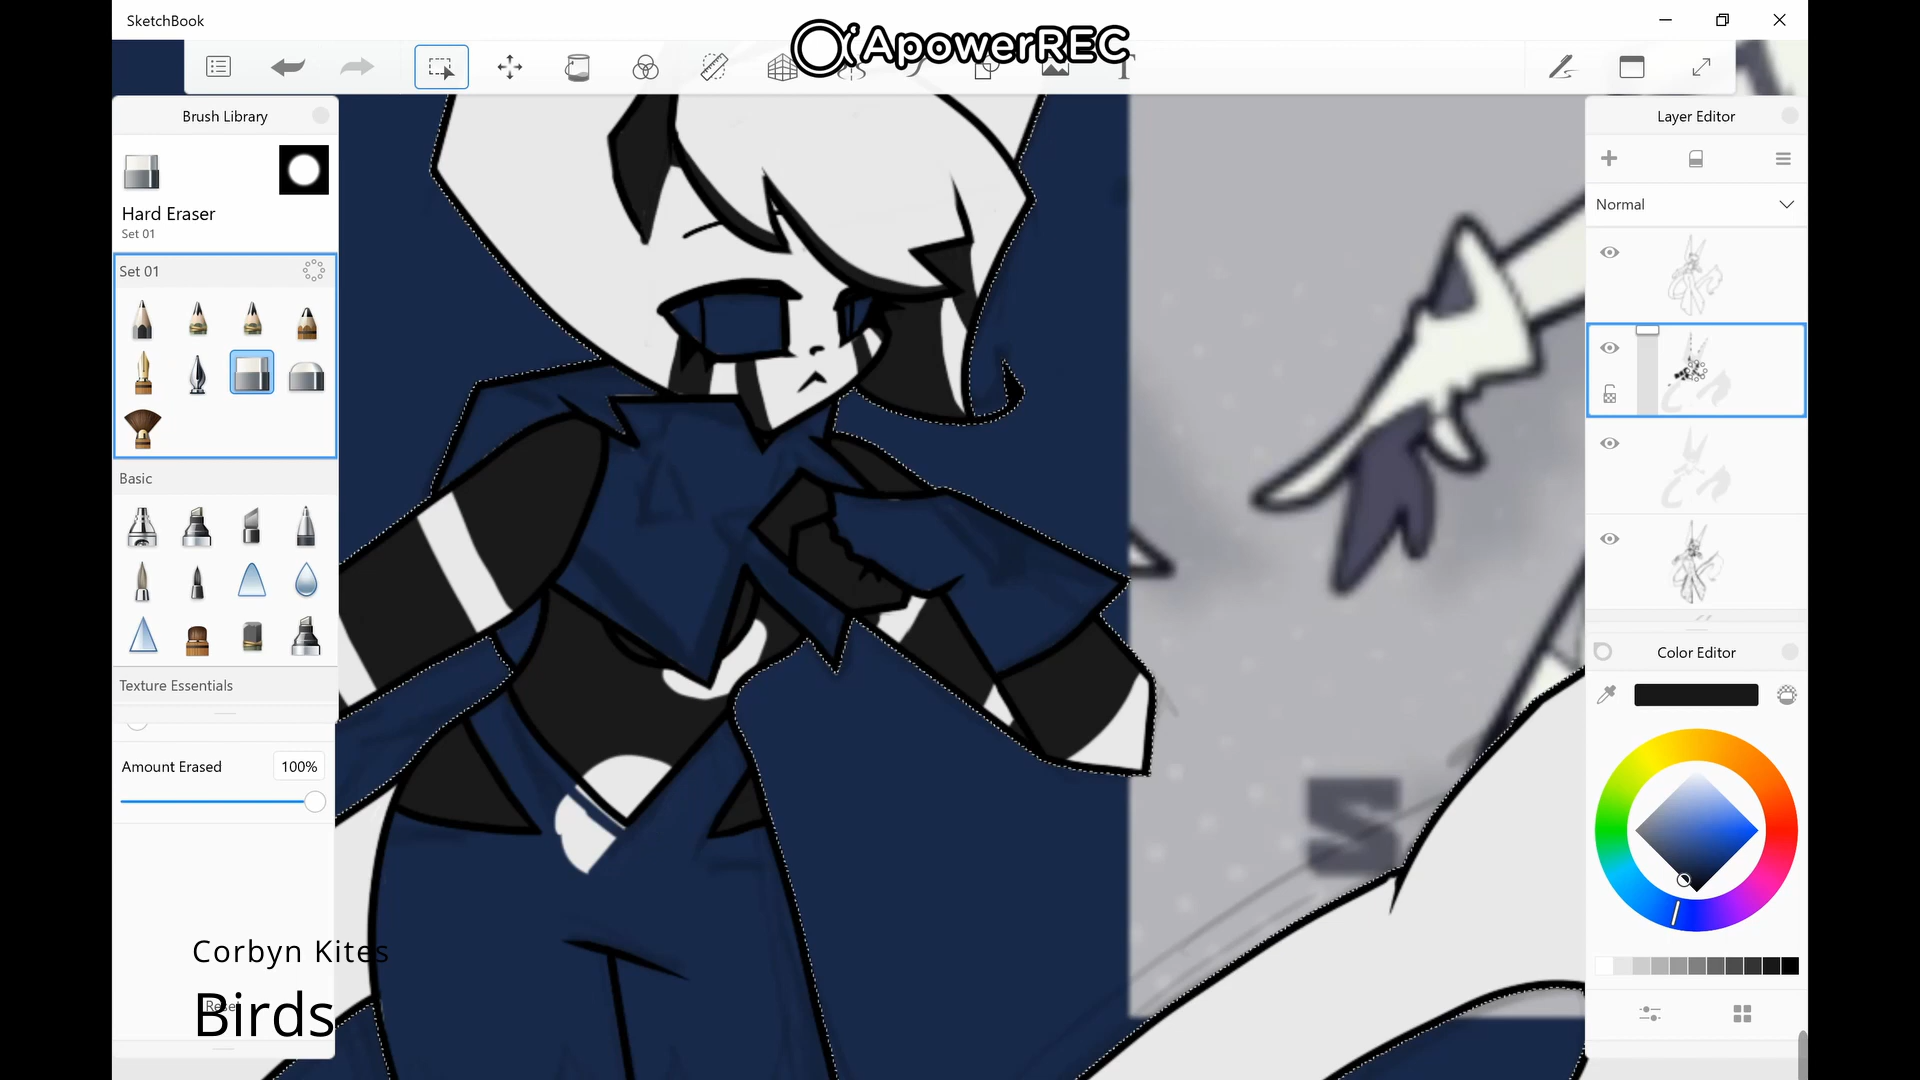 SketchBook
ApowerREC
T
Brush Library
Hard Eraser
Set 01
Set 01
Basic
Texture Essentials
Amount Erased
100%
Reset
Corbyn Kites
Birds
Layer Editor
Normal
Color Editor
S